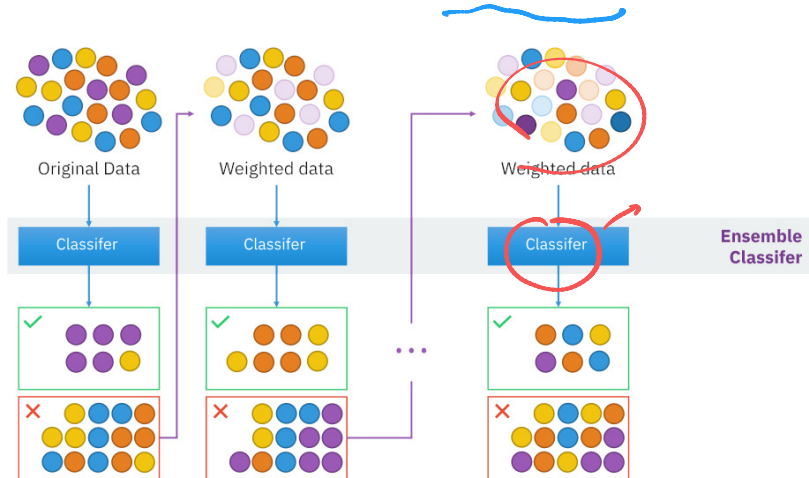 Original Data
Weighted data
Weighted data
Classifer
Classifer
Classifer
Ensemble
Classifer